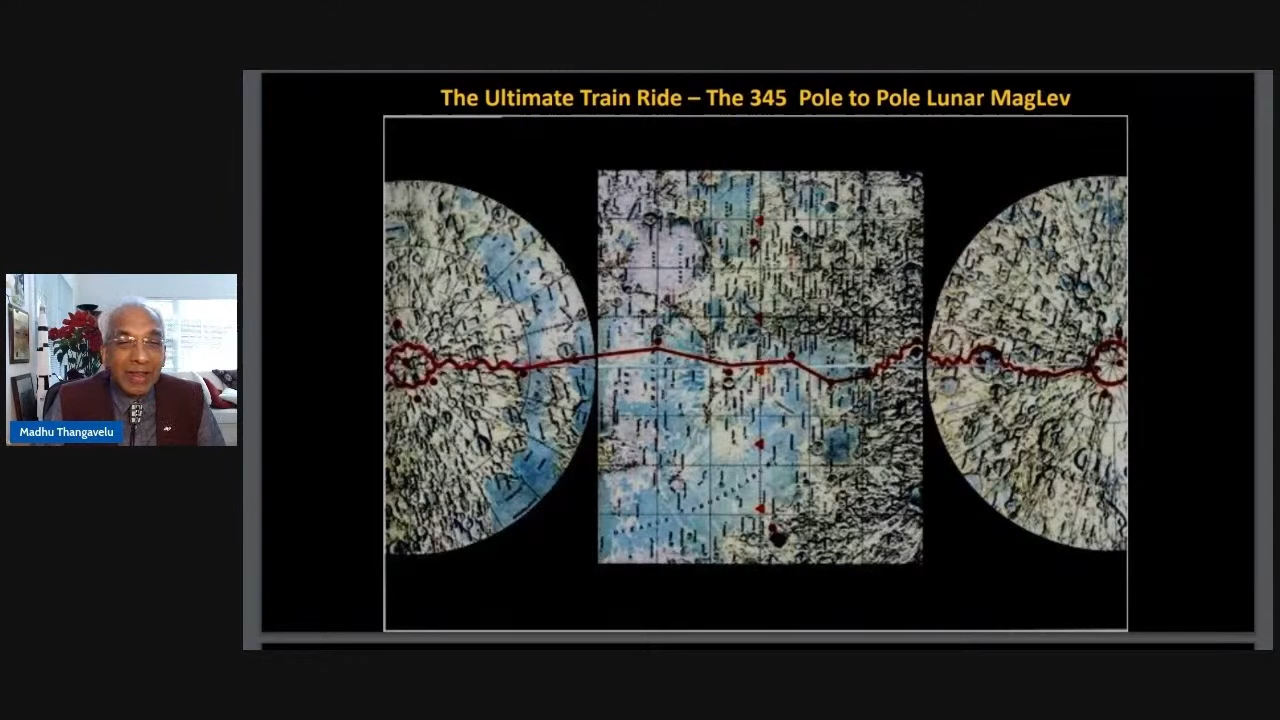 The Ultimate Train Ride – The 345  Pole to Pole Lunar MagLev
Madhu Thangavelu